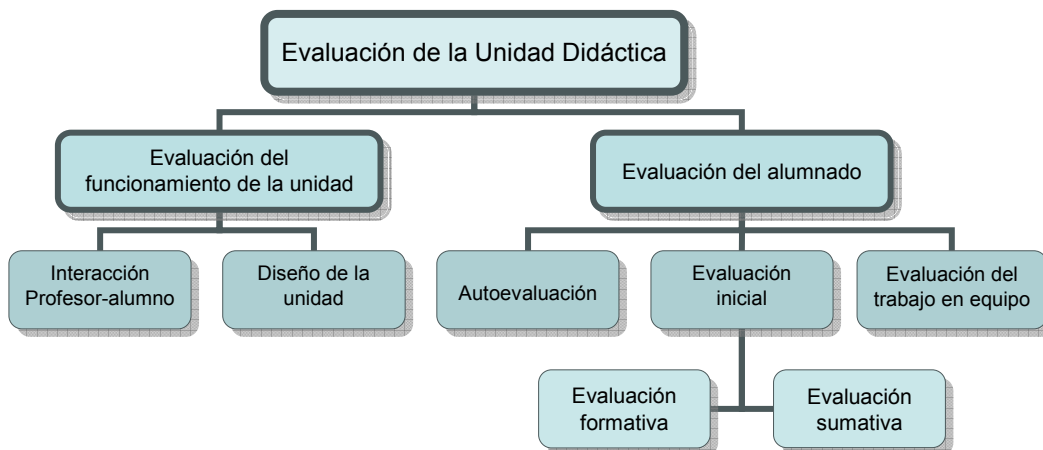 Evaluación de la Unidad Didáctica
Evaluación del
funcionamiento de la unidad
Evaluación del alumnado
Interacción
Profesor-alumno
Diseño de la
unidad
Autoevaluación
Evaluación
inicial
Evaluación del
trabajo en equipo
Evaluación
formativa
Evaluación
sumativa